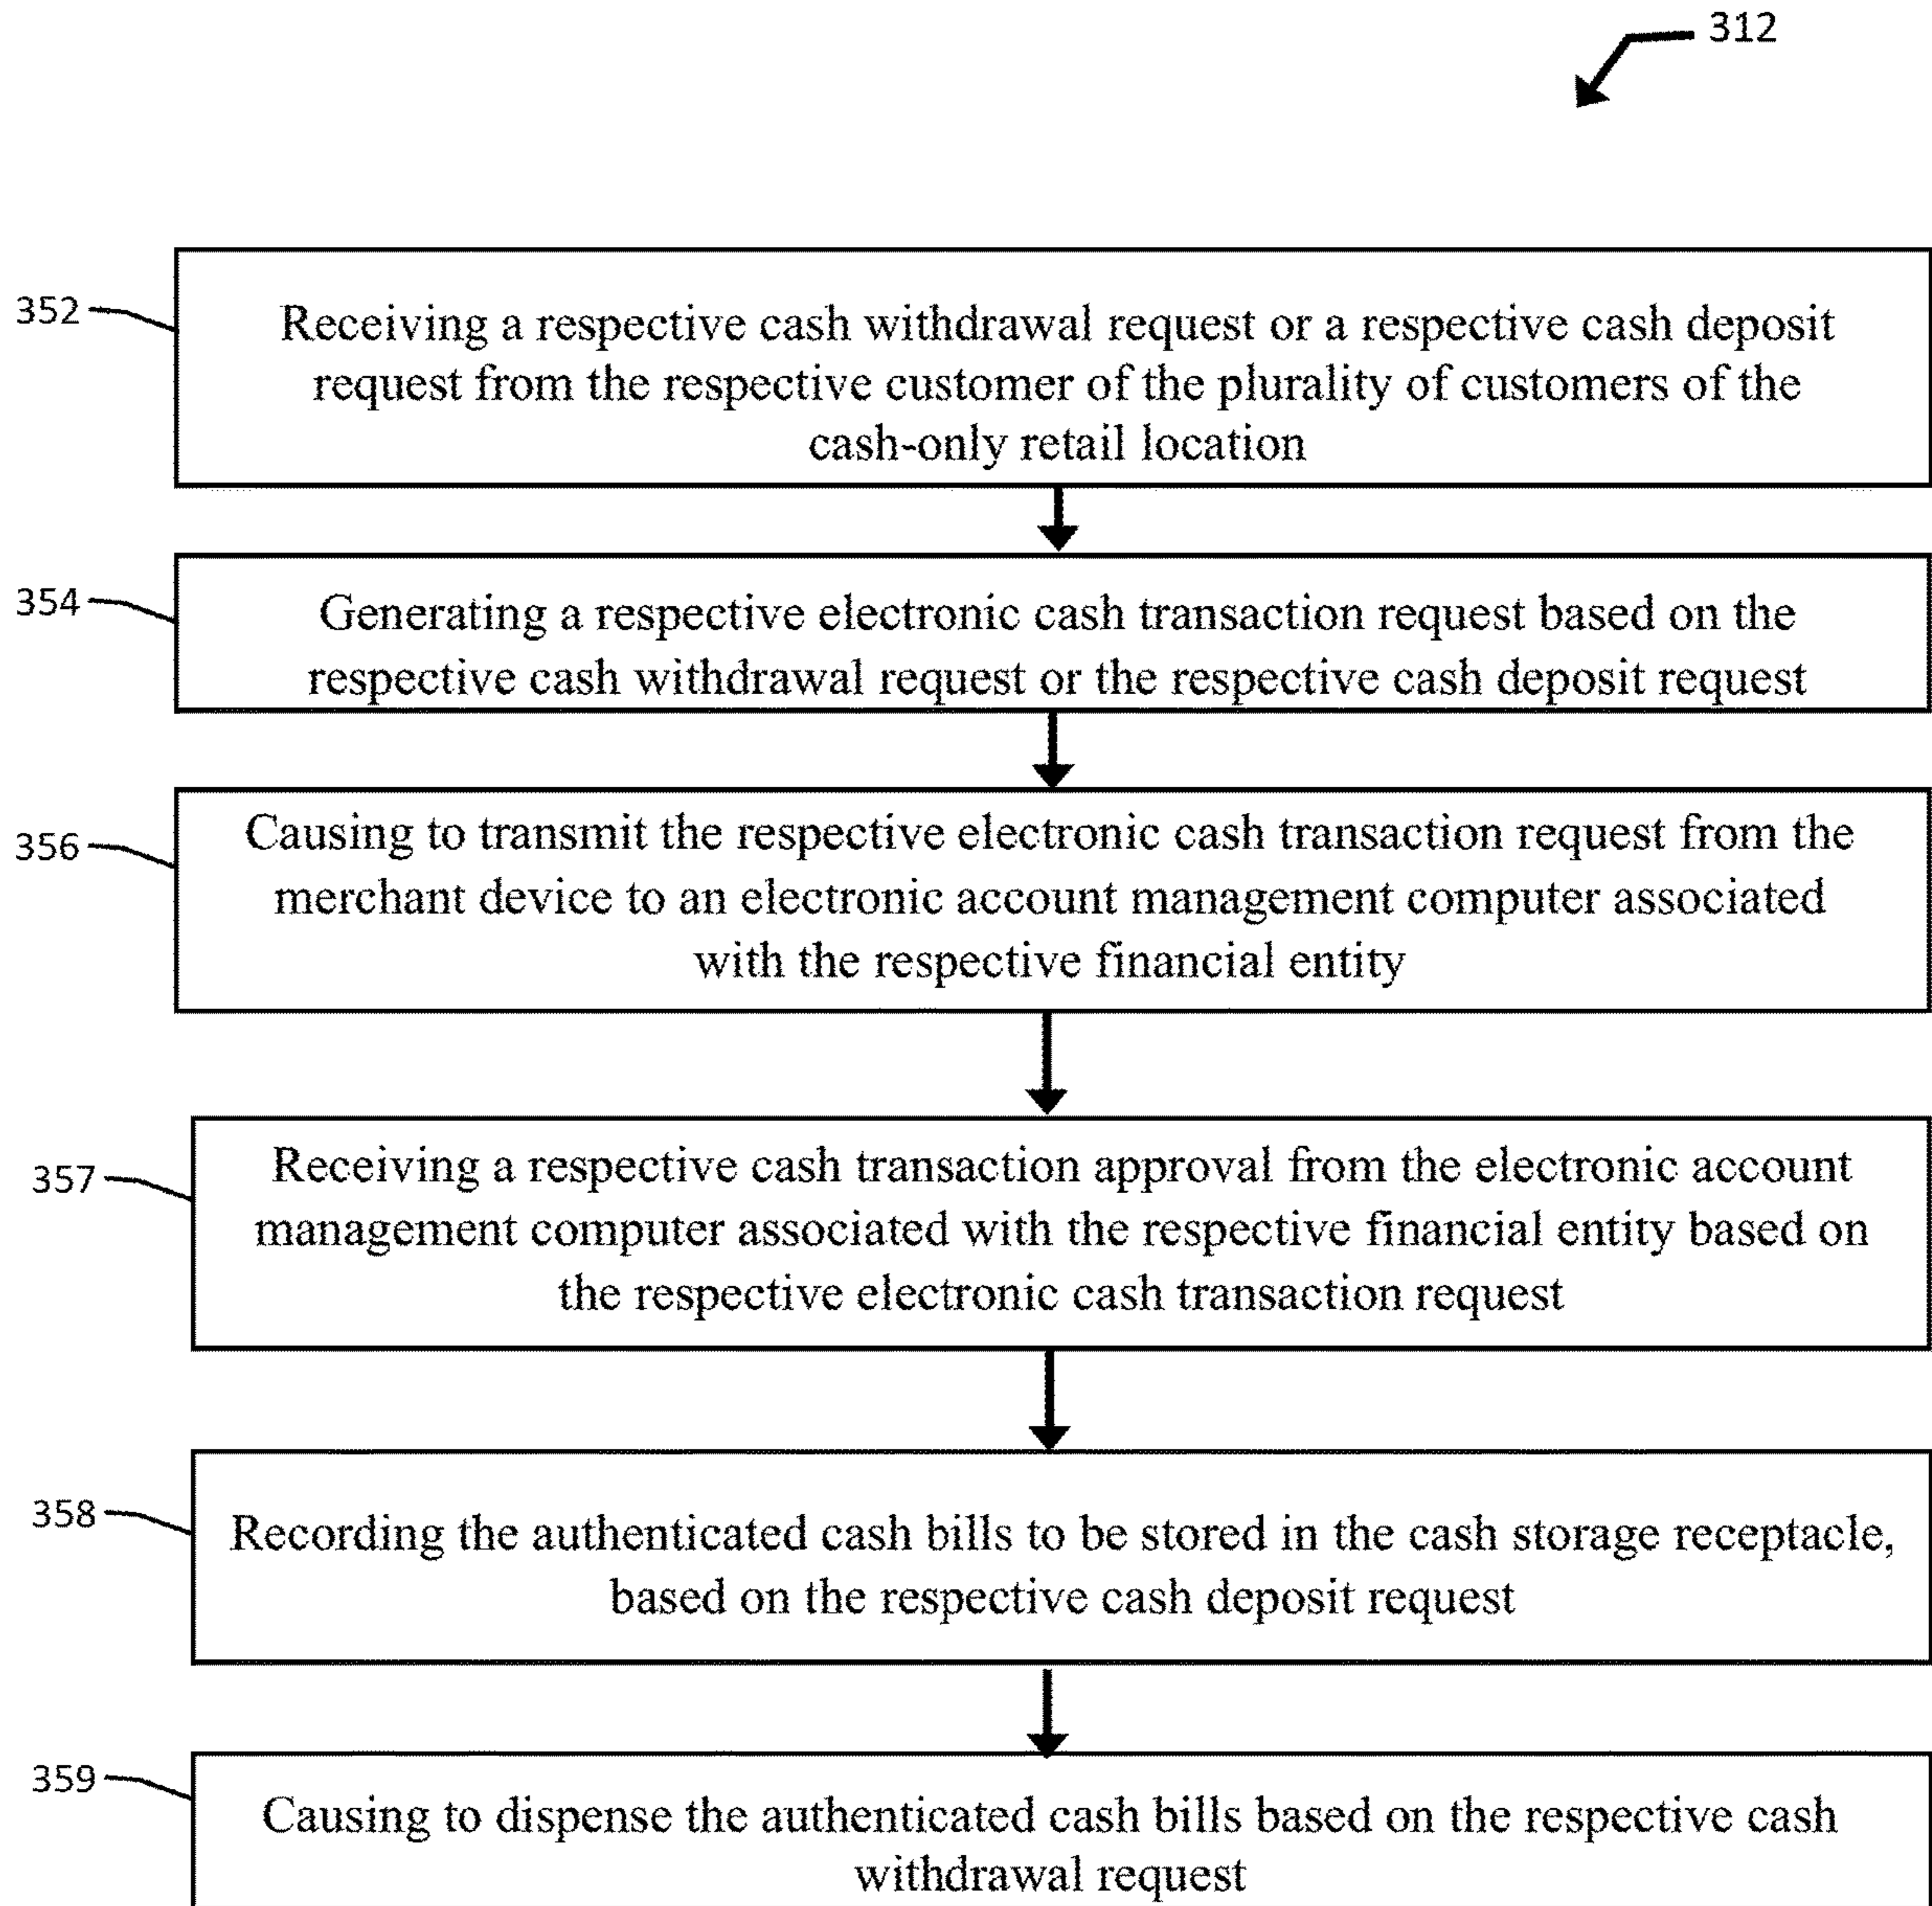 312
352
Receiving a respective cash withdrawal request or a respective cash deposit
request from the respective customer of the plurality of customers of the
cash-only retail location
354
Generating a respective electronic cash transaction request based on the
respective cash withdrawal request or the respective cash deposit request
356
Causing to transmit the respective electronic cash transaction request from the
merchant device to an electronic account management computer associated
with the respective financial entity
357
Receiving a respective cash transaction approval from the electronic account
management computer associated with the respective financial entity based on
the respective electronic cash transaction request
358
Recording the authenticated cash bills to be stored in the cash storage receptacle,
based on the respective cash deposit request
359
Causing to dispense the authenticated cash bills based on the respective cash
withdrawal request